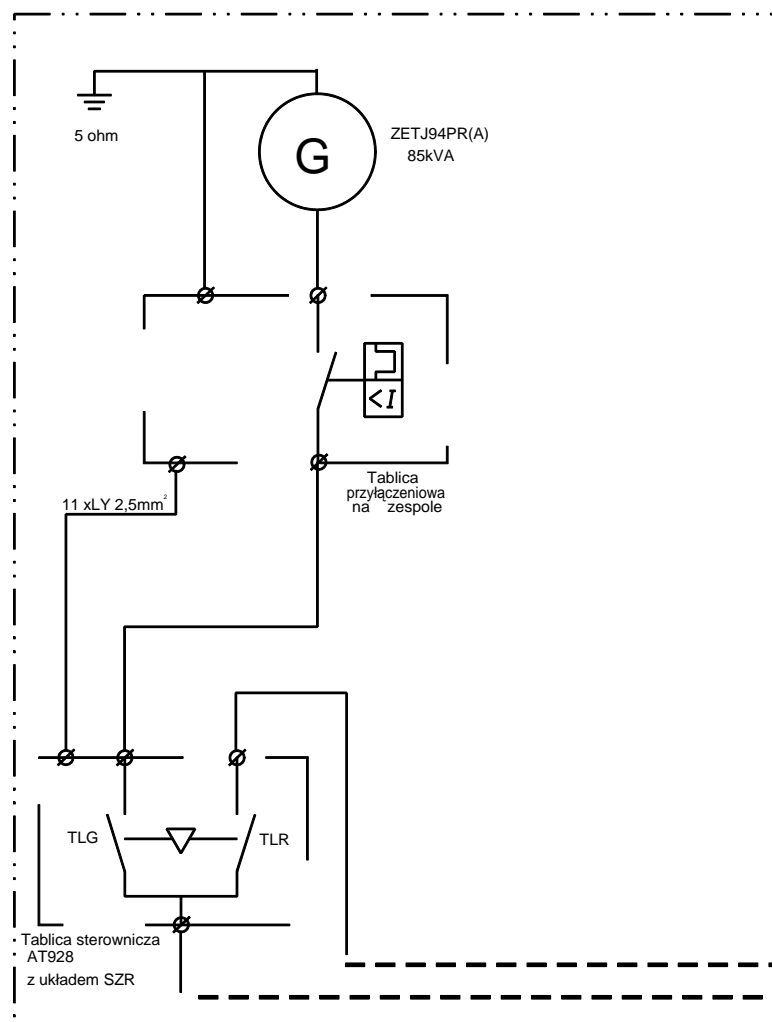 5 ohm
G
ZETJ94PR(A)
85kVA
<I
Tablica
przyłączeniowa
na zespole
11 xLY 2,5mm²
TLG
TLR
Tablica sterownicza
AT928
z układem SZR